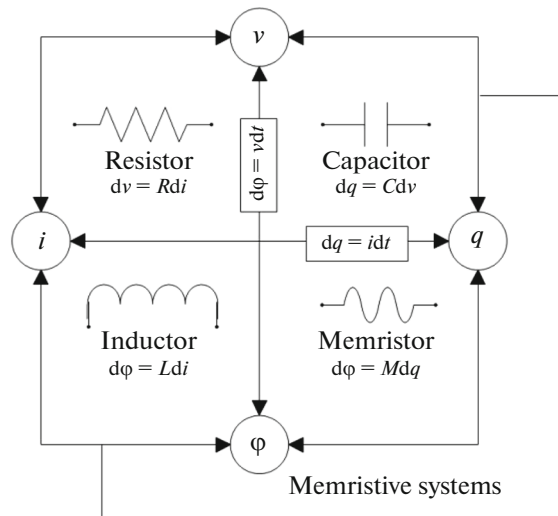 v
Resistor
dv = Rdi
dφ = vdt
Capacitor
dq = Cdv
i
dq = idt
q
Inductor
dφ = Ldi
Memristor
dφ = Mdq
φ
Memristive systems